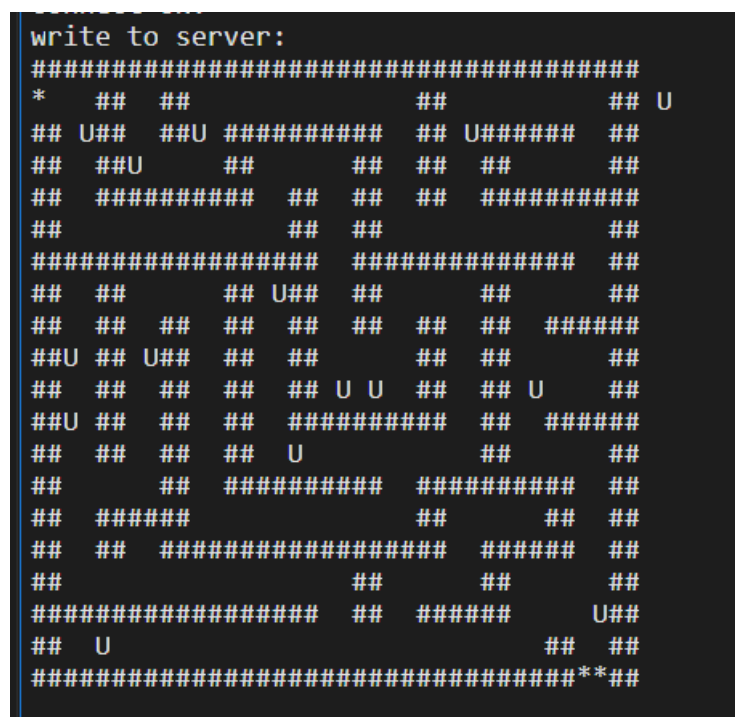 write to server:
######################################
*   ##  ##              ##          ## U
## U##  ##U ##########  ## U######  ##
##  ##U     ##      ##  ##  ##      ##
##  ##########  ##  ##  ##  ##########
##              ##  ##              ##
##################  ##############  ##
##  ##      ## U##  ##      ##      ##
##  ##  ##  ##  ##  ##  ##  ##  ######
##U ## U##  ##  ##      ##  ##      ##
##  ##  ##  ##  ## U U  ##  ## U    ##
##U ##  ##  ##  ##########  ##  ######
##  ##  ##  ##  U           ##      ##
##      ##  ##########  ##########  ##
##  ######              ##      ##  ##
##  ##  ##################  ######  ##
##                  ##      ##      ##
##################  ##  ######     U##
##  U                           ##  ##
##################################**##